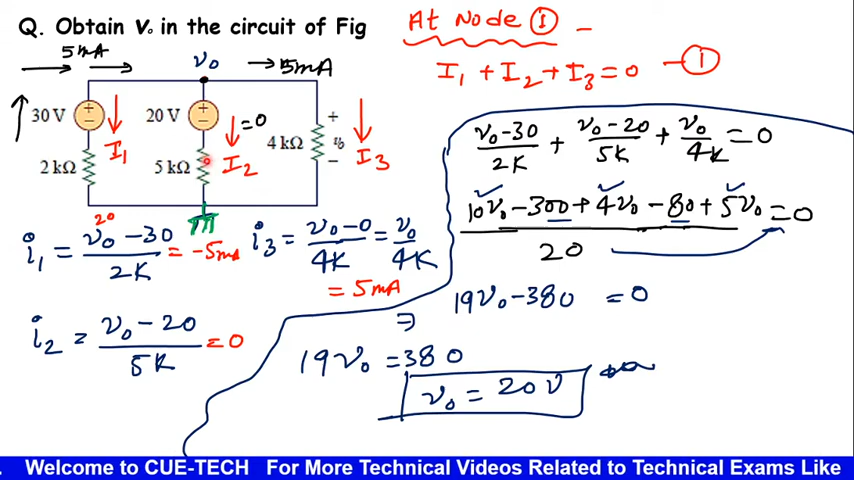 Q. Obtain v₀ in the circuit of Fig
At Node ①
I₁ + I₂ + I₃ = 0 — ①
5mA
v₀
5mA
30 V
20 V
=0
4 kΩ
+
v₀
−
2 kΩ
I₁
5 kΩ
I₂
I₃
(v₀−30)/2K + (v₀−20)/5K + v₀/4K = 0
(10v₀−300+4v₀−80+5v₀)/20 = 0
i₁ = (v₀−30)/2K = −5mA
20
i₃ = (v₀−0)/4K = v₀/4K
= 5mA
i₂ = (v₀−20)/5K = 0
⇒ 19v₀−380 = 0
19v₀ = 380
v₀ = 20V
. Welcome to CUE-TECH For More Technical Videos Related to Technical Exams Like